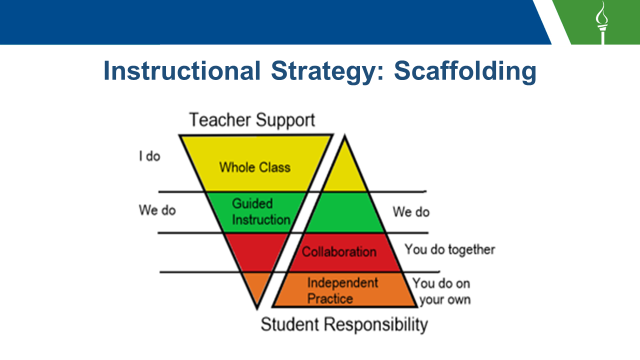 Instructional Strategy: Scaffolding
Teacher Support
I do
Whole Class
We do
Guided
Instruction
We do
Collaboration
You do together
Independent
Practice
You do on
your own
Student Responsibility